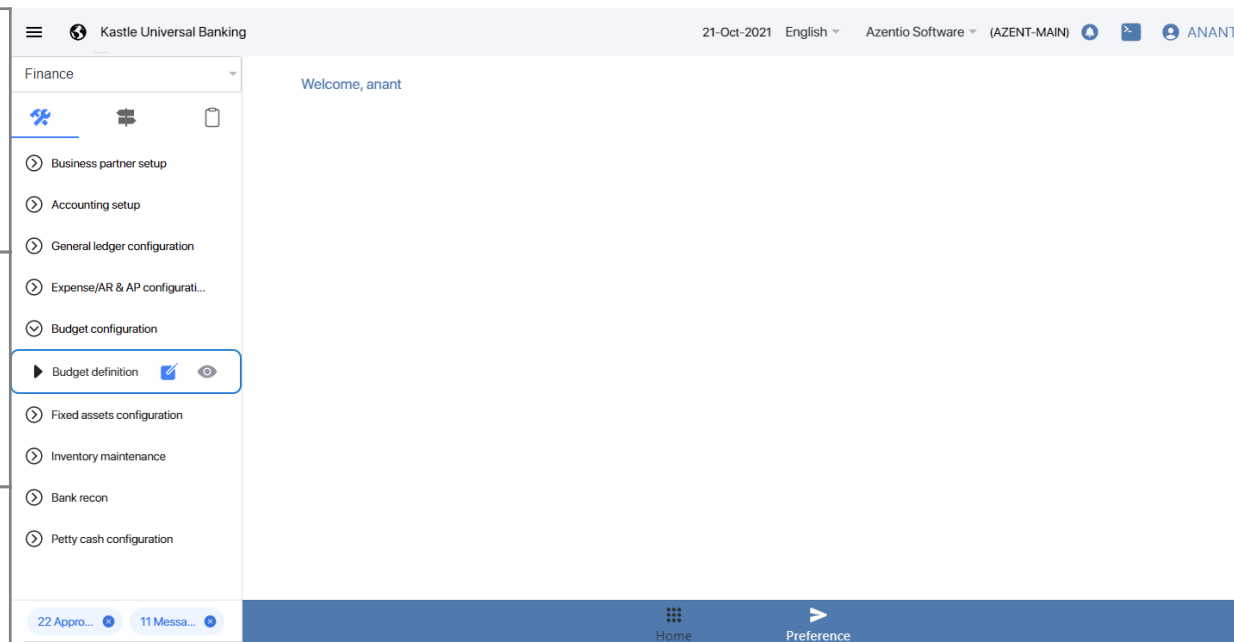 Kastle Universal Banking
21-Oct-2021 English Azentio Software (AZENT-MAIN) ANANT
Finance
Welcome, anant
Business partner setup
Accounting setup
General ledger configuration
Expense/AR & AP configurati...
Budget configuration
Budget definition
Fixed assets configuration
Inventory maintenance
Bank recon
Petty cash configuration
22 Appro... 11 Messa...
Home Preference